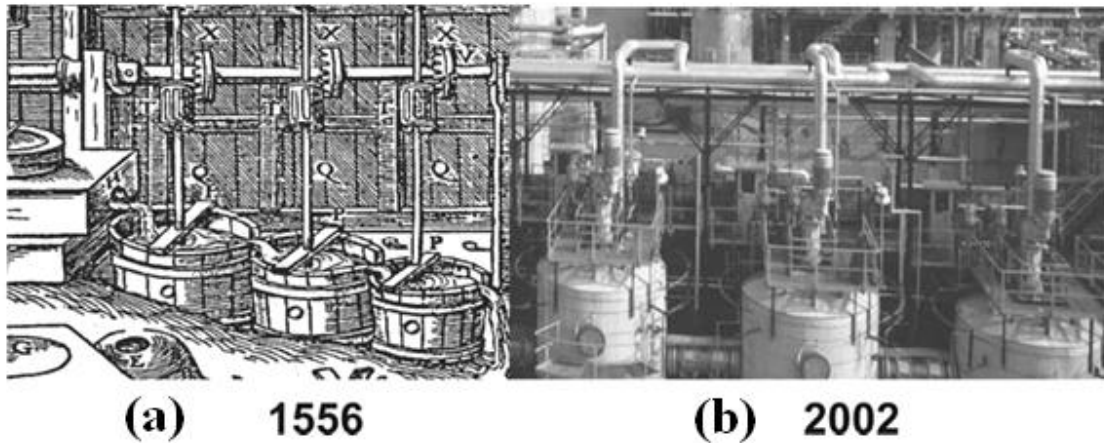 X X X V
T T T
Q Q Q
Q P
O O O
G Σ
(a) 1556 (b) 2002